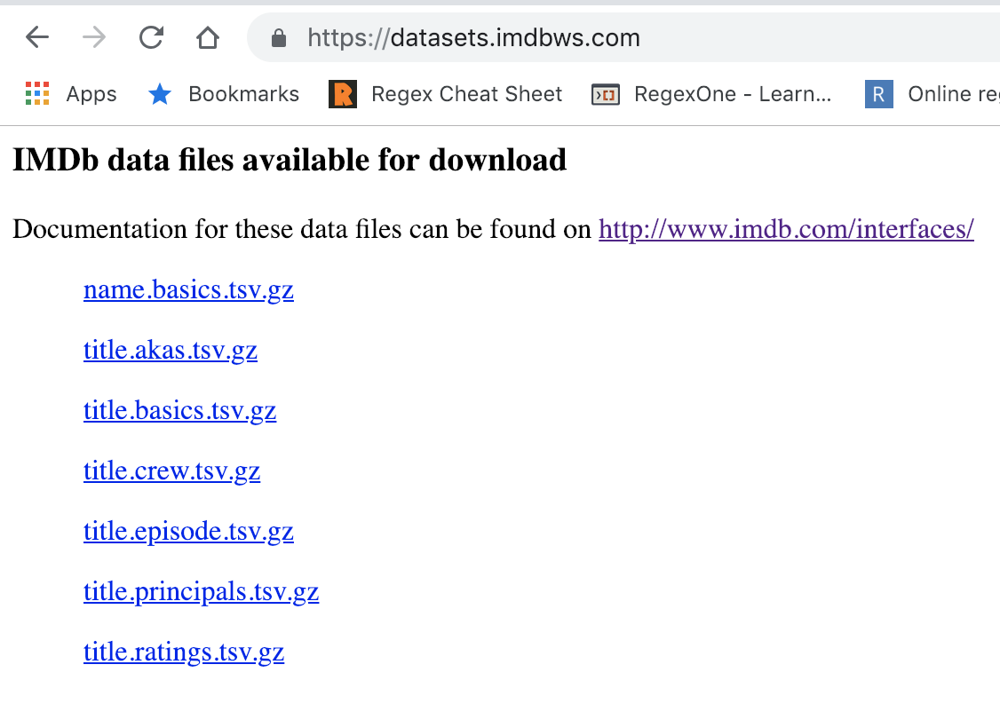 https://datasets.imdbws.com
Apps Bookmarks Regex Cheat Sheet RegexOne - Learn... R Online reg
IMDb data files available for download
Documentation for these data files can be found on http://www.imdb.com/interfaces/
name.basics.tsv.gz
title.akas.tsv.gz
title.basics.tsv.gz
title.crew.tsv.gz
title.episode.tsv.gz
title.principals.tsv.gz
title.ratings.tsv.gz